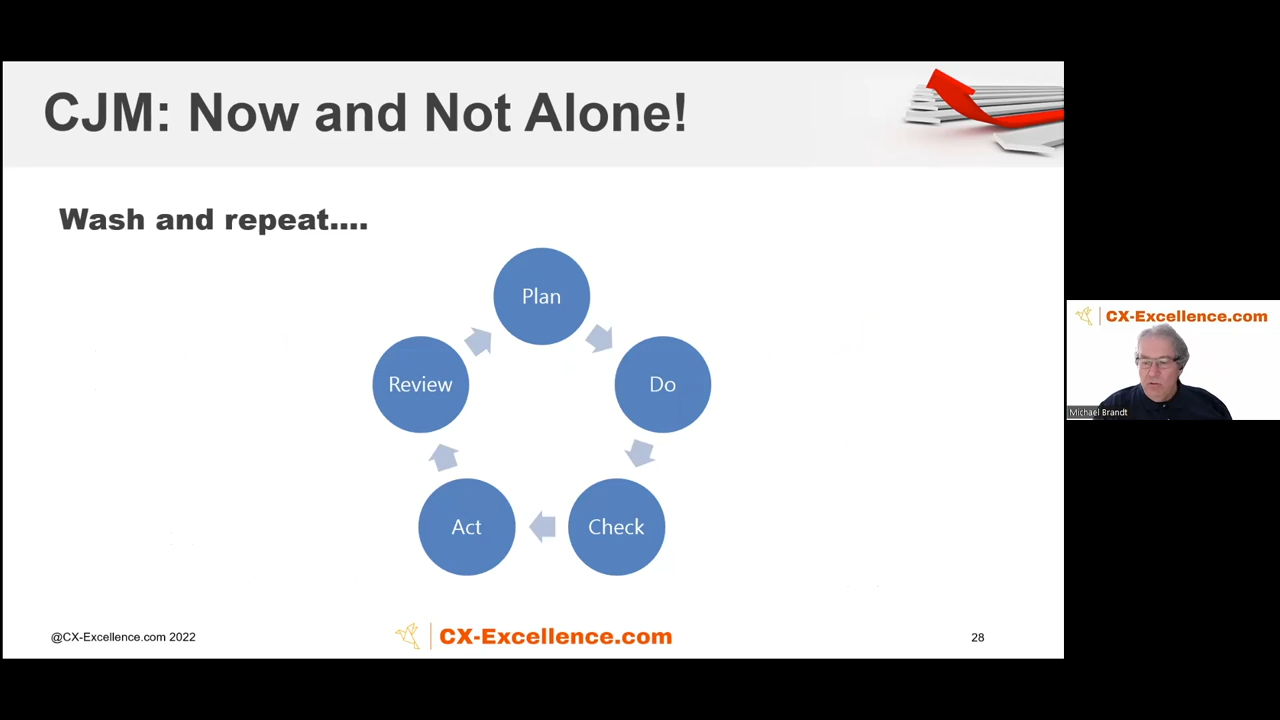 CJM: Now and Not Alone!
Wash and repeat....
Plan
Do
Check
Act
Review
@CX-Excellence.com 2022
CX-Excellence.com
28
CX-Excellence.com
Michael Brandt